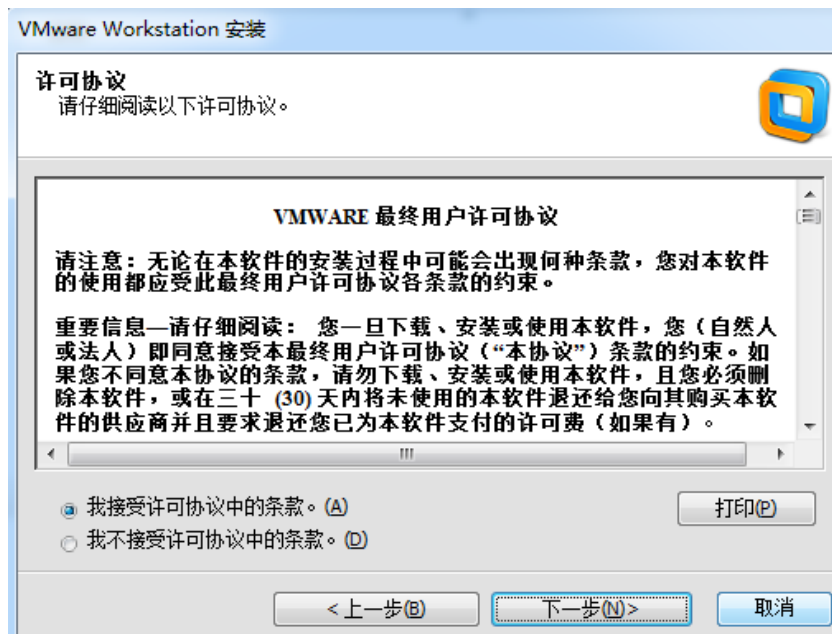 VMware Workstation 安装
许可协议
请仔细阅读以下许可协议。
VMWARE 最终用户许可协议
请注意：无论在本软件的安装过程中可能会出现何种条款，您对本软件
的使用都应受此最终用户许可协议各条款的约束。
重要信息—请仔细阅读： 您一旦下载、安装或使用本软件，您（自然人
或法人）即同意接受本最终用户许可协议（“本协议”）条款的约束。如
果您不同意本协议的条款，请勿下载、安装或使用本软件，且您必须删
除本软件，或在三十 (30) 天内将未使用的本软件退还给您向其购买本软
件的供应商并且要求退还您已为本软件支付的许可费（如果有）。
我接受许可协议中的条款。(A)
打印(P)
我不接受许可协议中的条款。(D)
<上一步(B)
下一步(N)>
取消